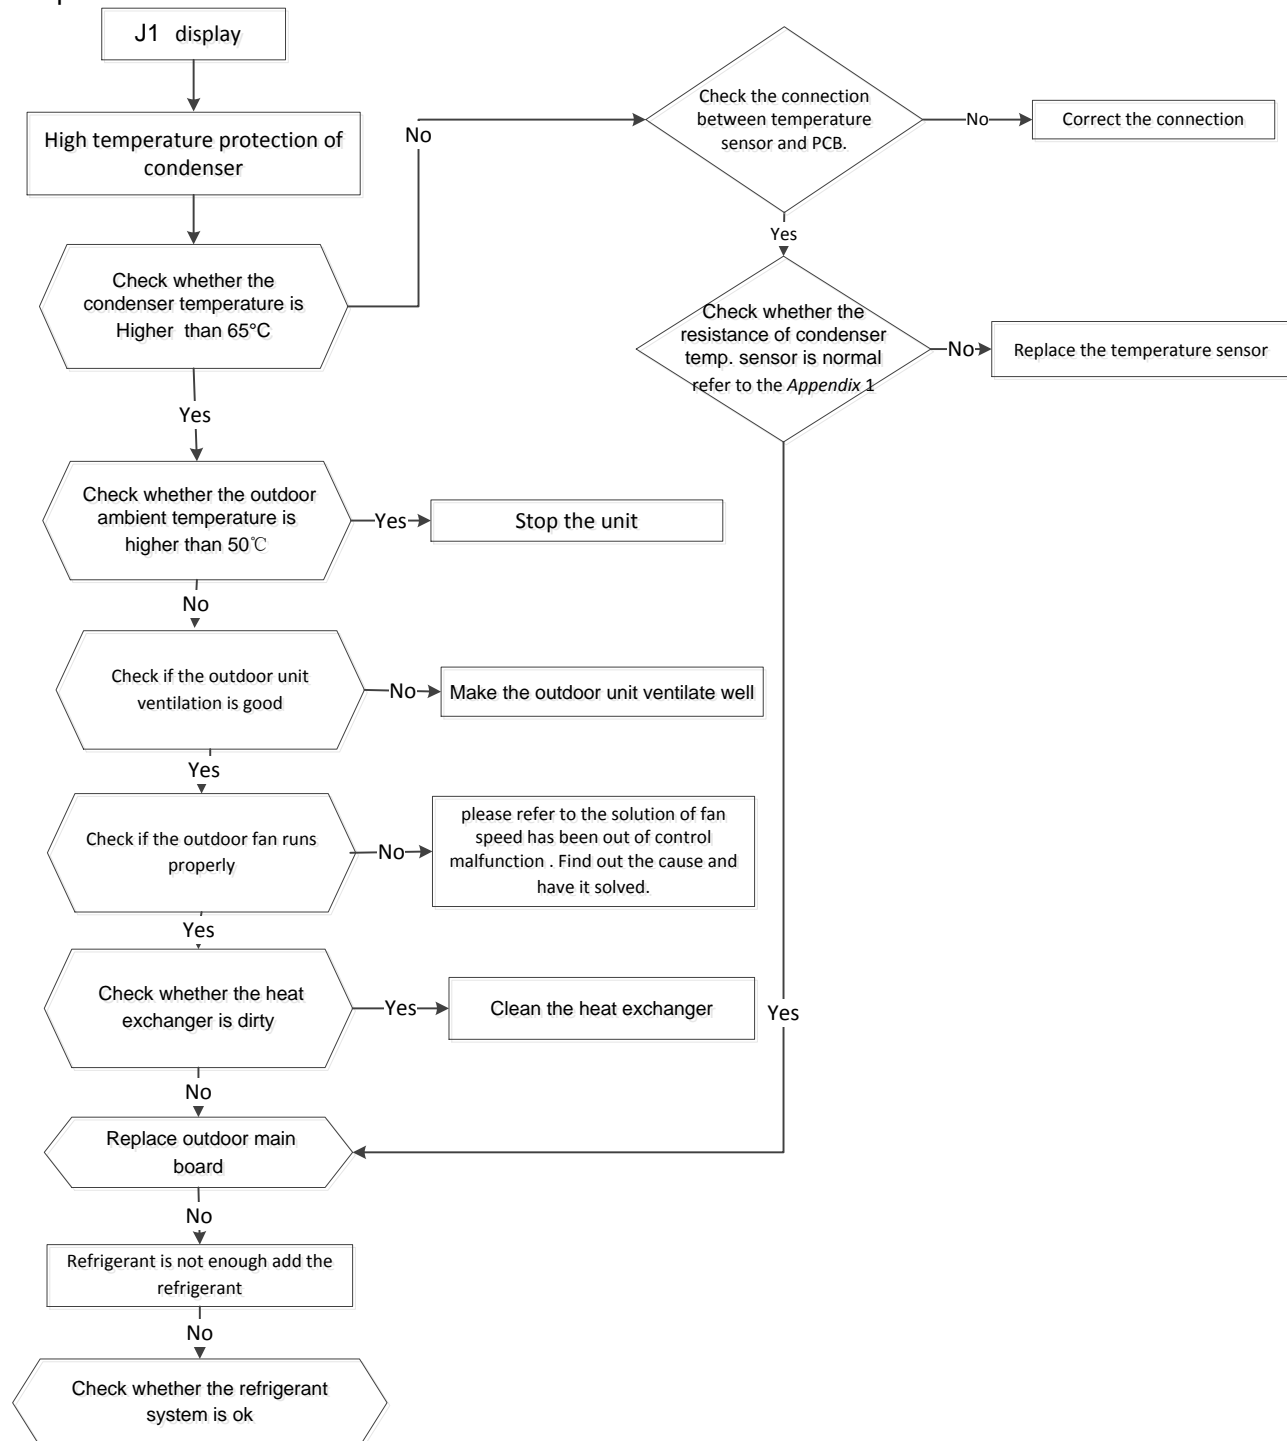 J1 display
High temperature protection of
condenser
Check whether the
condenser temperature is
Higher than 65°C
No
Check the connection
between temperature
sensor and PCB.
No
Correct the connection
Yes
Check whether the
resistance of condenser
temp. sensor is normal
refer to the Appendix 1
No
Replace the temperature sensor
Yes
Check whether the outdoor
ambient temperature is
higher than 50℃
Yes
Stop the unit
No
Check if the outdoor unit
ventilation is good
No
Make the outdoor unit ventilate well
Yes
Check if the outdoor fan runs
properly
No
please refer to the solution of fan
speed has been out of control
malfunction . Find out the cause and
have it solved.
Yes
Check whether the heat
exchanger is dirty
Yes
Clean the heat exchanger
Yes
No
Replace outdoor main
board
No
Refrigerant is not enough add the
refrigerant
No
Check whether the refrigerant
system is ok